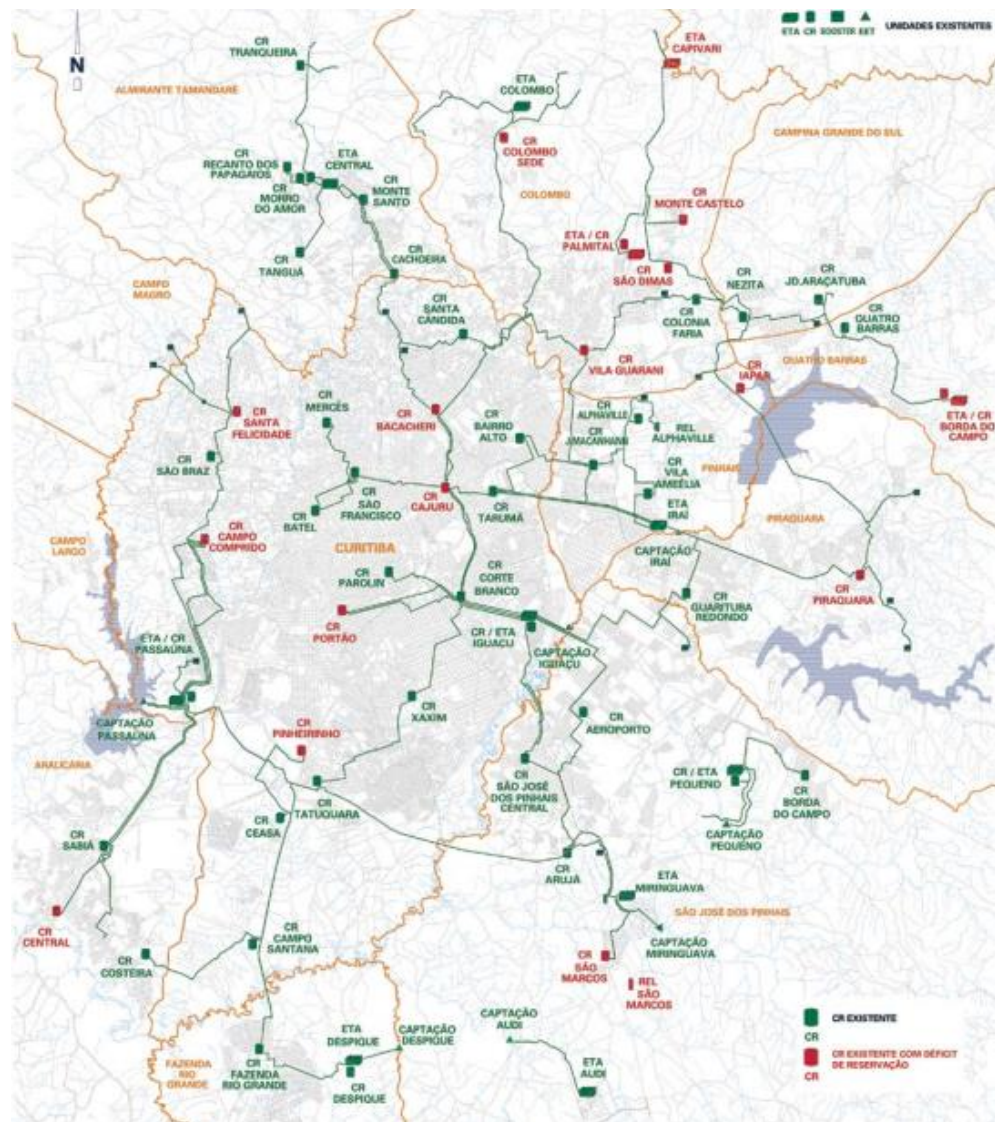 ETA CR BOOSTER EET
UNIDADES EXISTENTES
N
CR
TRANQUEIRA
ETA
CAPIVARI
ALMIRANTE TAMANDARÉ
ETA
COLOMBO
CAMPINA GRANDE DO SUL
CR
COLOMBO
SEDE
COLOMBO
CR
RECANTO DOS
PAPAGAIOS
ETA
CENTRAL
CR
MORRO
DO AMOR
CR
MONTE
SANTO
CR
MONTE CASTELO
ETA / CR
PALMITAL
CR
SÃO DIMAS
CR
TANGUÁ
CR
CACHOEIRA
CAMPO
MAGRO
CR
SANTA
CANDIDA
CR
COLONIA
FARIA
CR
NEZITA
CR
JD.ARAÇATUBA
CR
QUATRO
BARRAS
CR
VILA GUARANI
QUATRO BARRAS
CR
IAPAR
ETA / CR
BORDA DO
CAMPO
CR
SANTA
FELICIDADE
CR
MERCÊS
CR
BACACHERI
CR
BAIRRO
ALTO
CR
ALPHAVILLE
CR
REL
ALPHAVILLE
CR
SÃO BRAZ
CR
VILA
AMÉLIA
PINHAIS
CR
BATEL
CR
SÃO
FRANCISCO
CR
CAJURU
CR
TARUMÃ
ETA
IRAÍ
PIRAQUARA
CAPTAÇÃO
IRAÍ
CAMPO
LARGO
CR
CAMPO
COMPRIDO
CURITIBA
CR
PAROLIN
CR
CORTE
BRANCO
CR
PIRAQUARA
CR
GUARITUBA
REDONDO
CR
PORTÃO
CR / ETA
IGUAÇU
CAPTAÇÃO
IGUAÇU
ETA / CR
PASSAÚNA
CAPTAÇÃO
PASSAÚNA
CR
XAXIM
CR
AEROPORTO
CR
PINHEIRINHO
ARAUCÁRIA
CR
SÃO JOSÉ
DOS PINHAIS
CENTRAL
CR / ETA
PEQUENO
CR
BORDA
DO CAMPO
CAPTAÇÃO
PEQUENO
CR
TATUQUARA
CR
CEASA
CR
SABIÁ
CR
ARUJÁ
ETA
MIRINGUAVA
SÃO JOSÉ DOS PINHAIS
CAPTAÇÃO
MIRINGUAVA
CR
CENTRAL
CR
COSTEIRA
CR
CAMPO
SANTANA
CR
SÃO
MARCOS
REL
SÃO
MARCOS
CR EXISTENTE
CR
CR EXISTENTE COM DÉFICIT
DE RESERVAÇÃO
CR
FAZENDA
RIO
GRANDE
CR
FAZENDA
RIO GRANDE
ETA
DESPIQUE
CAPTAÇÃO
DESPIQUE
CR
DESPIQUE
CAPTAÇÃO
AUDI
ETA
AUDI